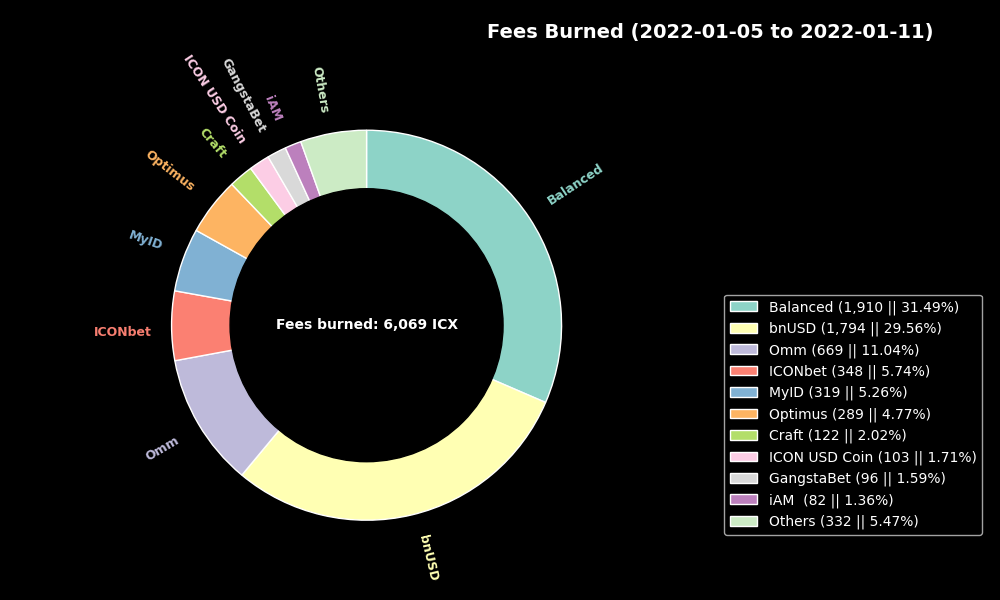 Fees Burned (2022-01-05 to 2022-01-11)
Others
iAM
GangstaBet
ICON USD Coin
Craft
Optimus
MyID
ICONbet
Omm
bnUSD
Balanced
Fees burned: 6,069 ICX
Balanced (1,910 || 31.49%)
bnUSD (1,794 || 29.56%)
Omm (669 || 11.04%)
ICONbet (348 || 5.74%)
MyID (319 || 5.26%)
Optimus (289 || 4.77%)
Craft (122 || 2.02%)
ICON USD Coin (103 || 1.71%)
GangstaBet (96 || 1.59%)
iAM  (82 || 1.36%)
Others (332 || 5.47%)